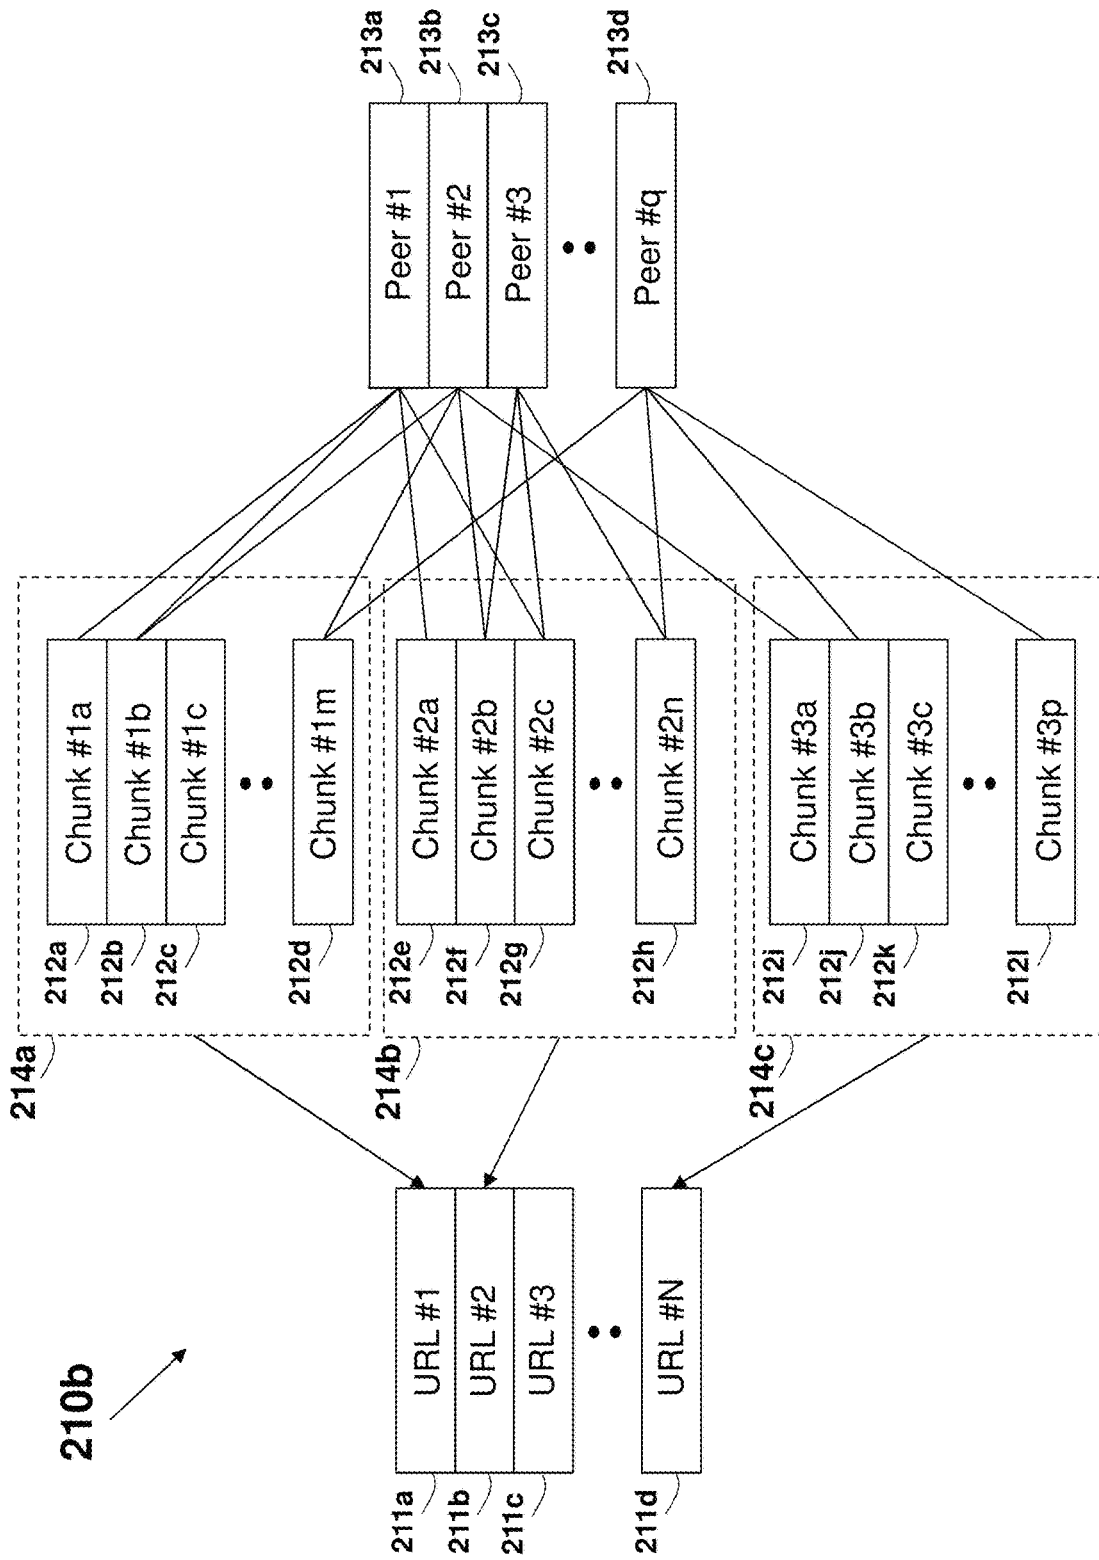 210b
211a
URL #1
211b
URL #2
211c
URL #3
211d
URL #N
214a
212a
Chunk #1a
212b
Chunk #1b
212c
Chunk #1c
212d
Chunk #1m
214b
212e
Chunk #2a
212f
Chunk #2b
212g
Chunk #2c
212h
Chunk #2n
214c
212i
Chunk #3a
212j
Chunk #3b
212k
Chunk #3c
212l
Chunk #3p
Peer #1
213a
Peer #2
213b
Peer #3
213c
Peer #q
213d